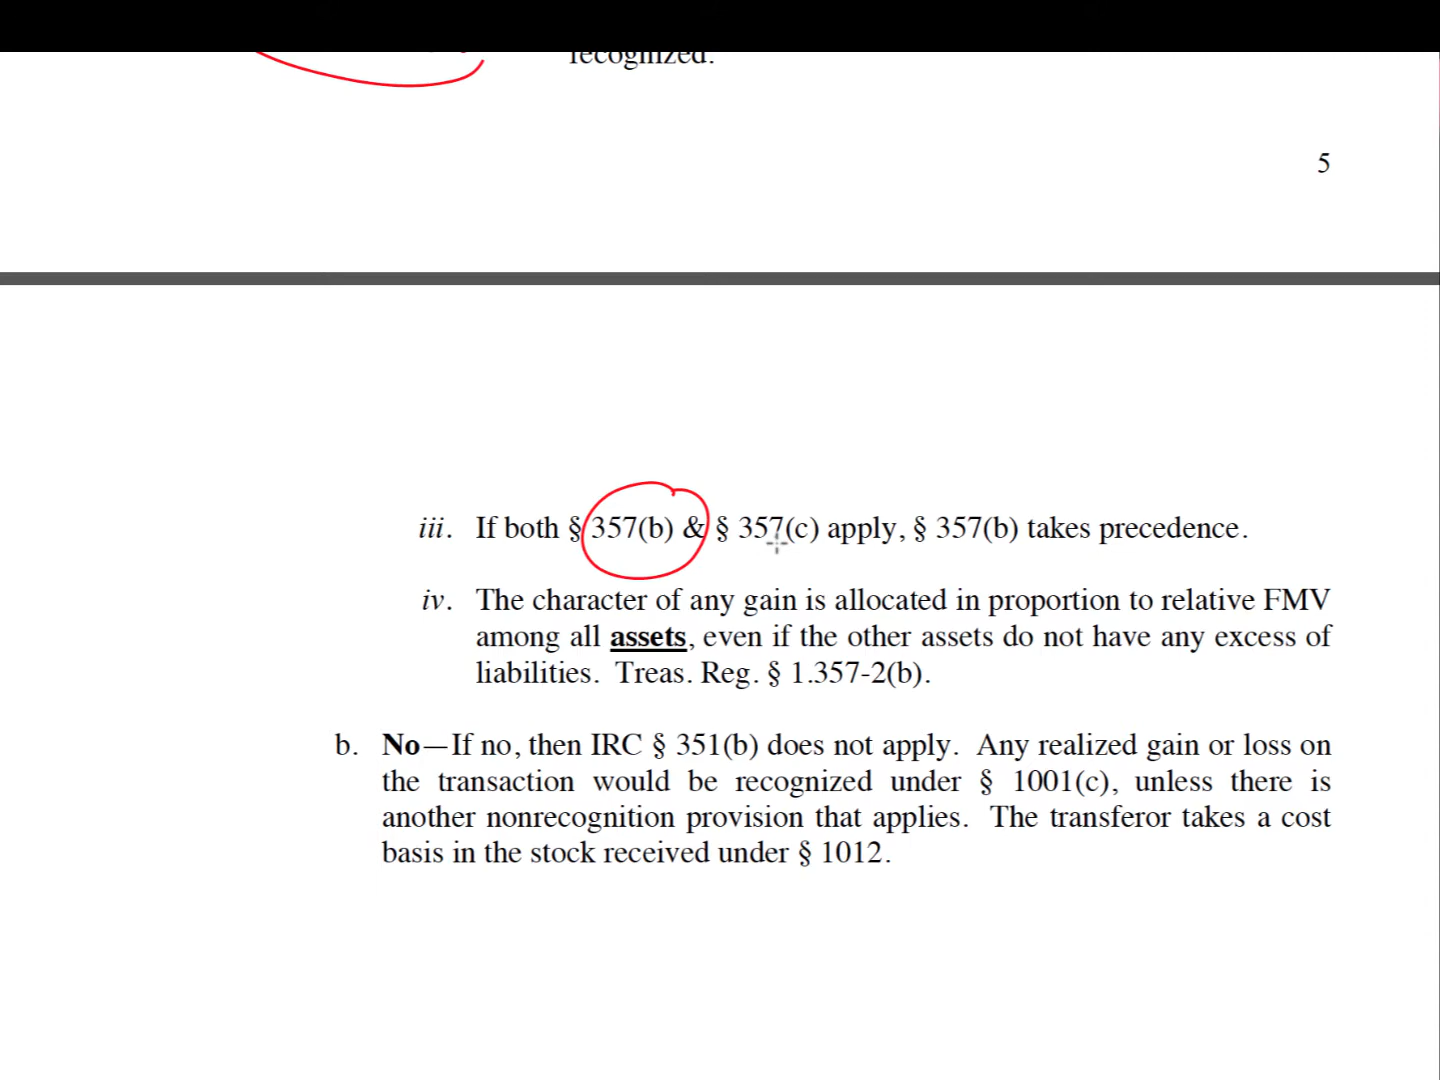 recognized.
5
iii. If both § 357(b) & § 357(c) apply, § 357(b) takes precedence.
iv. The character of any gain is allocated in proportion to relative FMV
among all assets, even if the other assets do not have any excess of
liabilities. Treas. Reg. § 1.357-2(b).
b. No—If no, then IRC § 351(b) does not apply. Any realized gain or loss on
the transaction would be recognized under § 1001(c), unless there is
another nonrecognition provision that applies. The transferor takes a cost
basis in the stock received under § 1012.